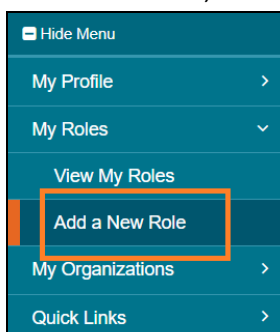 Hide Menu
My Profile
My Roles
View My Roles
Add a New Role
My Organizations
Quick Links